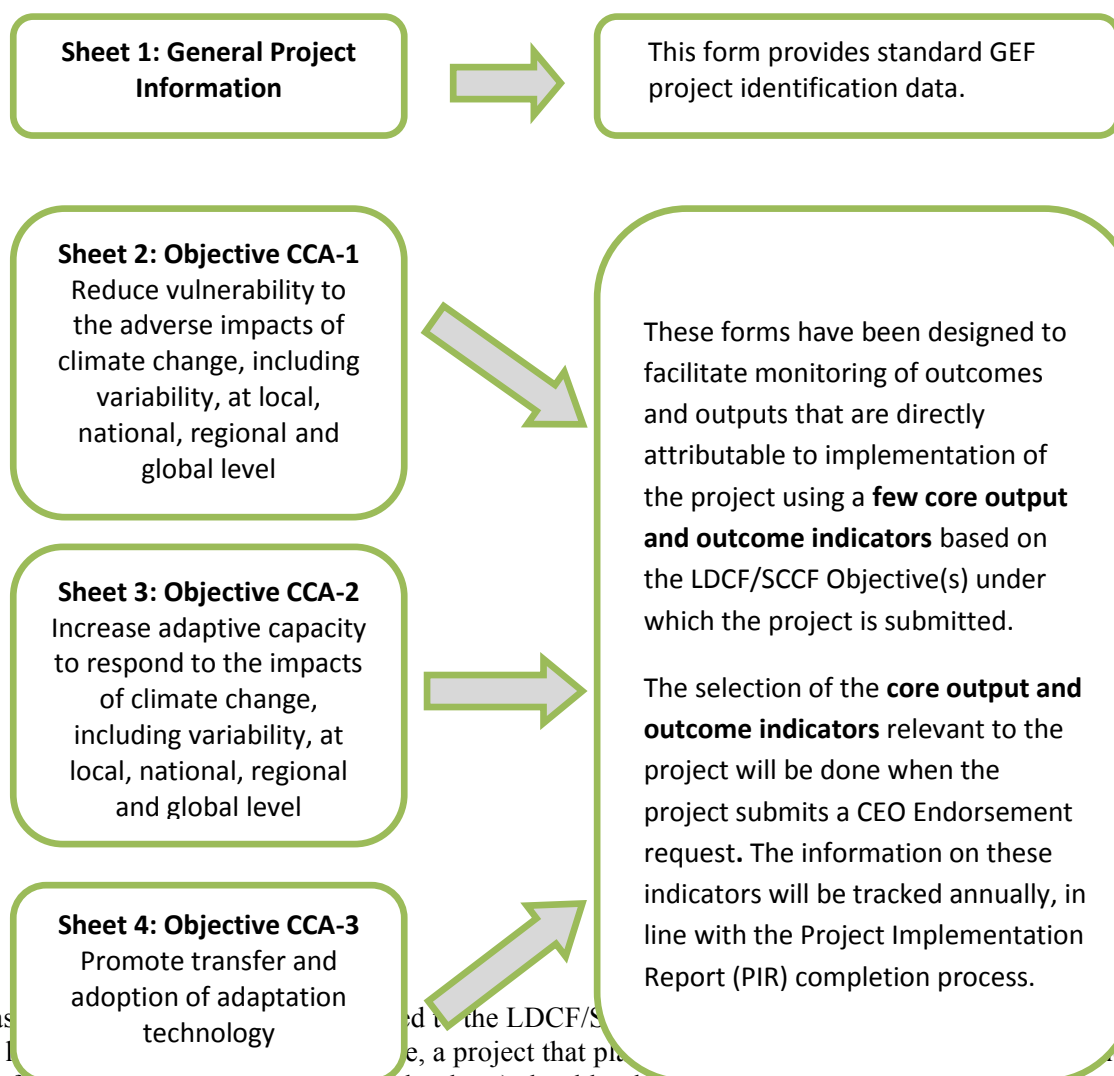 Sheet 1: General Project
Information
This form provides standard GEF
project identification data.
Sheet 2: Objective CCA-1
Reduce vulnerability to
the adverse impacts of
climate change, including
variability, at local,
national, regional and
global level
Sheet 3: Objective CCA-2
Increase adaptive capacity
to respond to the impacts
of climate change,
including variability, at
local, national, regional
and global level
Sheet 4: Objective CCA-3
Promote transfer and
adoption of adaptation
technology
These forms have been designed to
facilitate monitoring of outcomes
and outputs that are directly
attributable to implementation of
the project using a few core output
and outcome indicators based on
the LDCF/SCCF Objective(s) under
which the project is submitted.
The selection of the core output and
outcome indicators relevant to the
project will be done when the
project submits a CEO Endorsement
request. The information on these
indicators will be tracked annually, in
line with the Project Implementation
Report (PIR) completion process.
the LDCF/S
, a project that